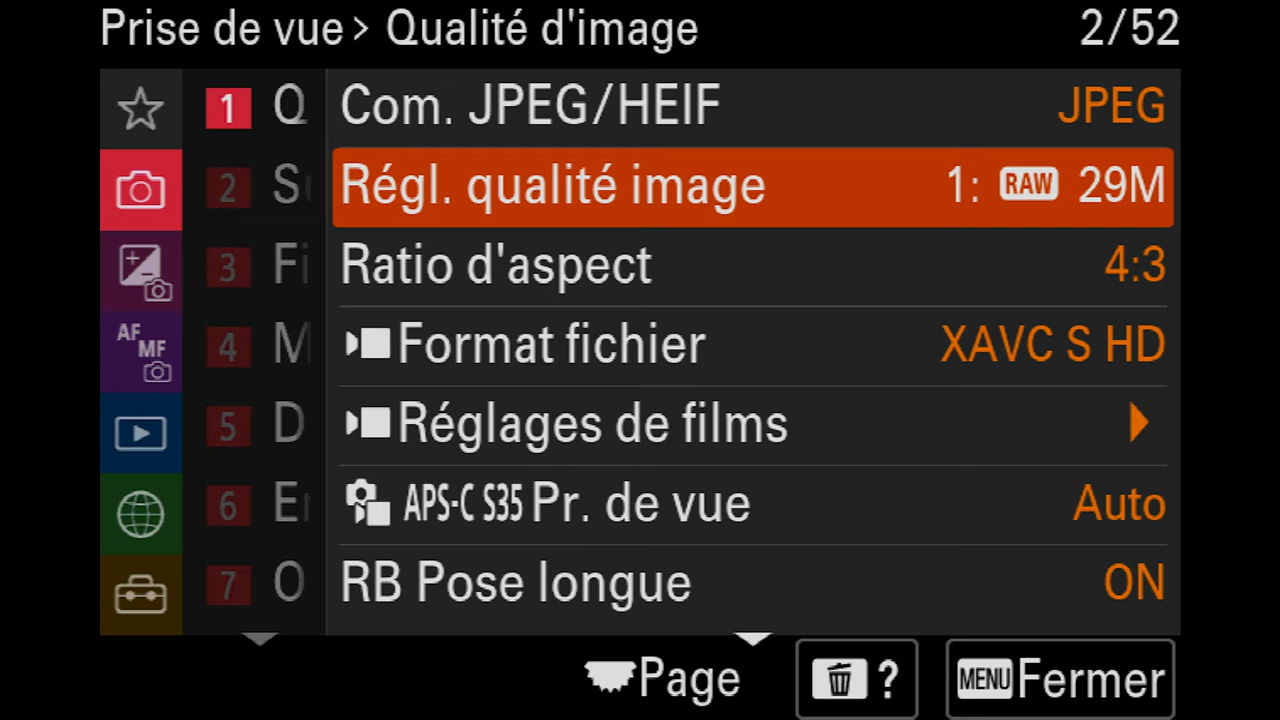 Prise de vue> Qualité d'image 2/52
1 Q
2
3
4 M
5 D
6
7 O
Com. JPEG/HEIF JPEG
Régl. qualité image 1: RAW 29M
Ratio d'aspect 4:3
Format fichier XAVC S HD
Réglages de films
APS-C S35 Pr. de vue Auto
RB Pose longue ON
AF
MF
Page ? MENU Fermer